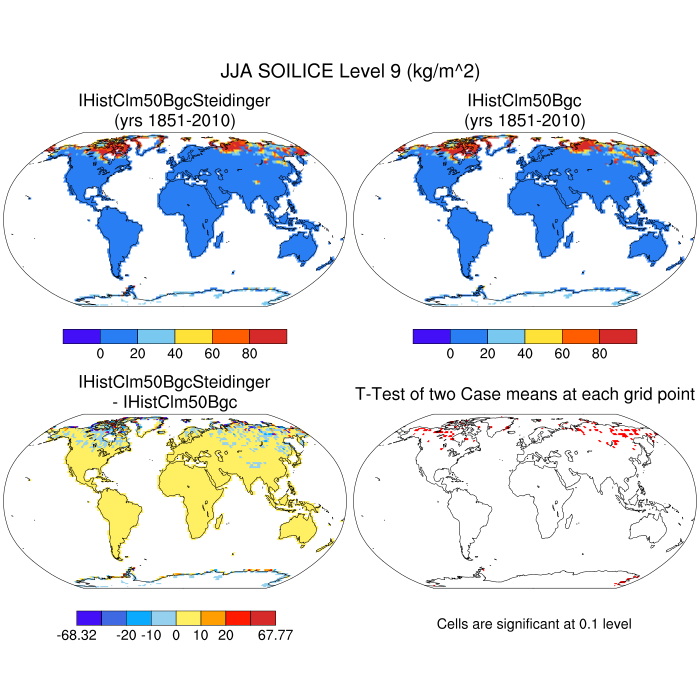 JJA SOILICE Level 9 (kg/m^2)
IHistClm50BgcSteidinger
(yrs 1851-2010)
IHistClm50Bgc
(yrs 1851-2010)
0 20 40 60 80
0 20 40 60 80
IHistClm50BgcSteidinger
- IHistClm50Bgc
T-Test of two Case means at each grid point
-68.32 -20 -10 0 10 20 67.77
Cells are significant at 0.1 level